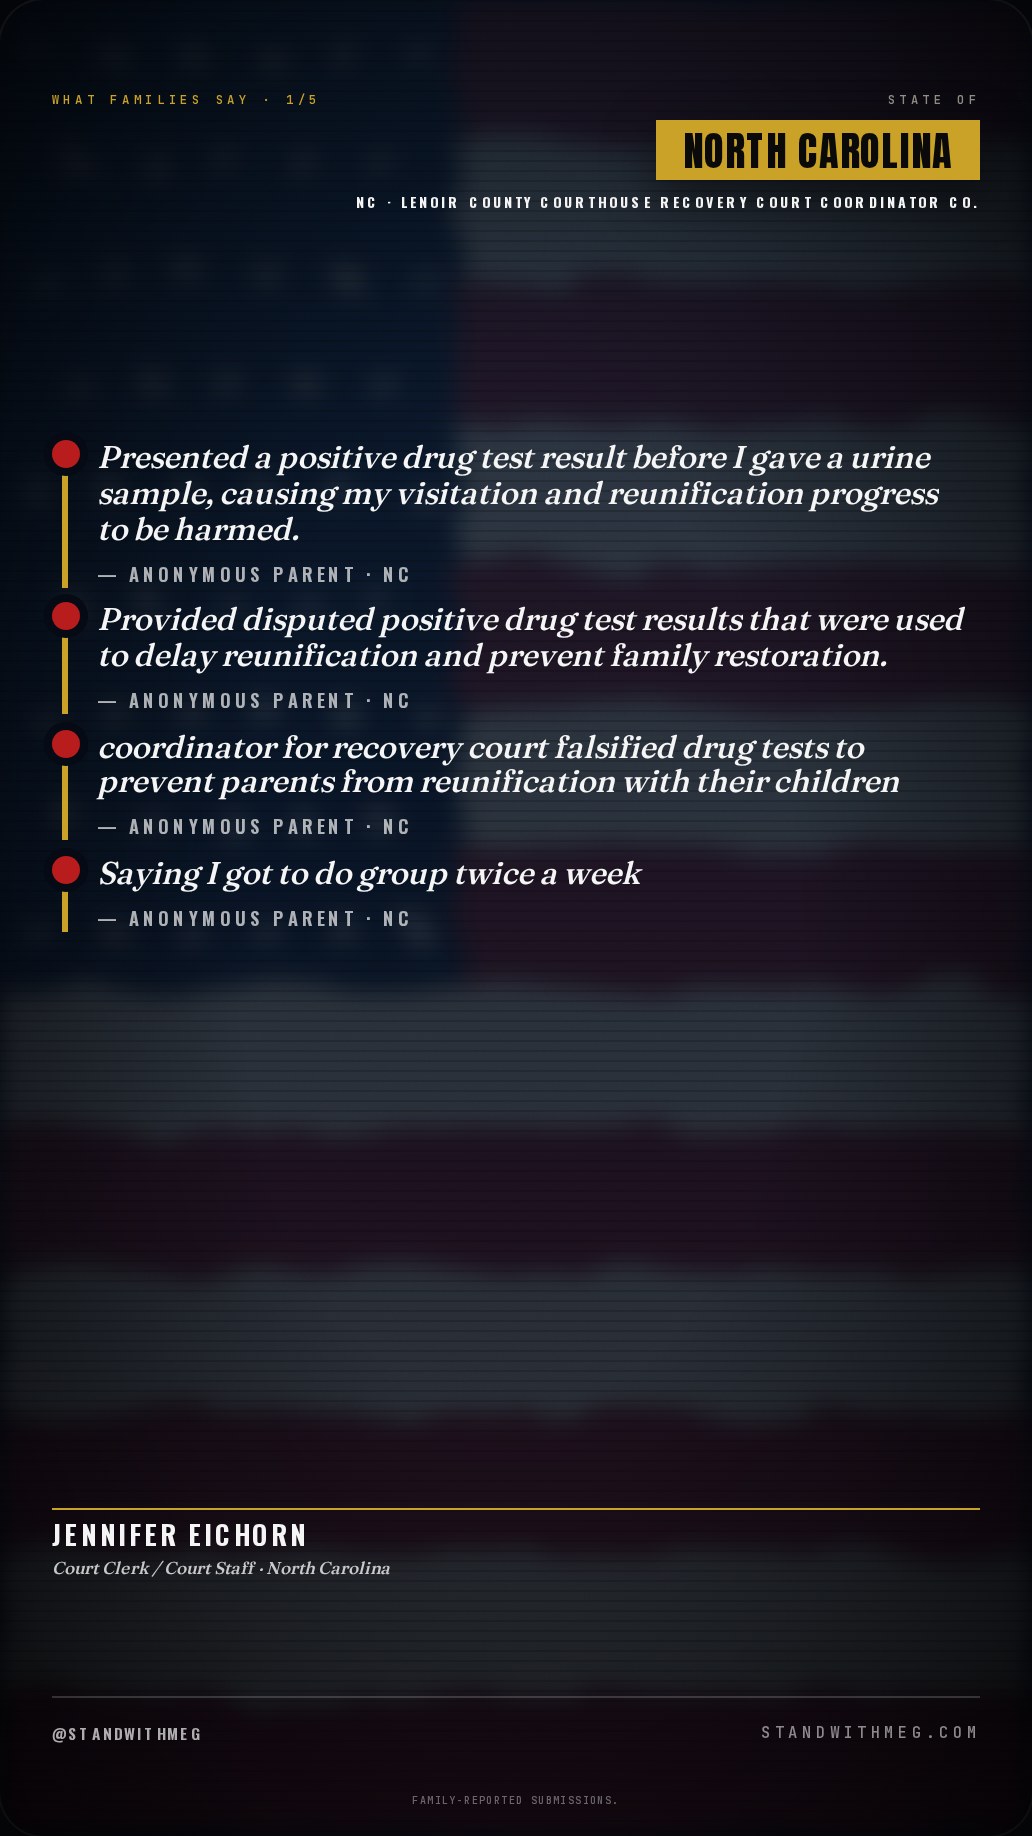 WHAT FAMILIES SAY · 1/5
STATE OF
NORTH CAROLINA
NC · LENOIR COUNTY COURTHOUSE RECOVERY COURT COORDINATOR CO.
Presented a positive drug test result before I gave a urine
sample, causing my visitation and reunification progress
to be harmed.
— ANONYMOUS PARENT · NC
Provided disputed positive drug test results that were used
to delay reunification and prevent family restoration.
— ANONYMOUS PARENT · NC
coordinator for recovery court falsified drug tests to
prevent parents from reunification with their children
— ANONYMOUS PARENT · NC
Saying I got to do group twice a week
— ANONYMOUS PARENT · NC
JENNIFER EICHORN
Court Clerk / Court Staff · North Carolina
@STANDWITHMEG
STANDWITHMEG.COM
FAMILY-REPORTED SUBMISSIONS.